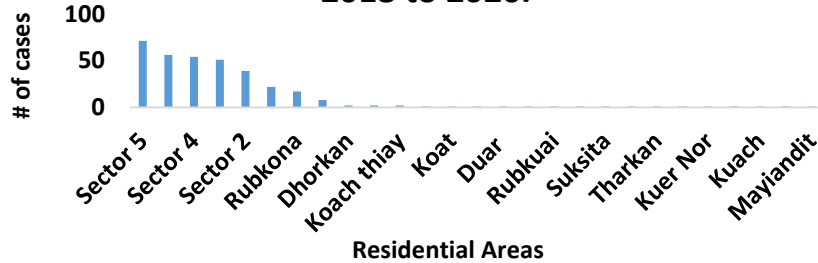 100
50
0
# of cases
Sector 5
Sector 4
Sector 2
Rubkona
Dhorkan
Koach thiay
Koat
Duar
Rubkuai
Suksita
Tharkan
Kuer Nor
Kuach
Mayiandit
Residential Areas